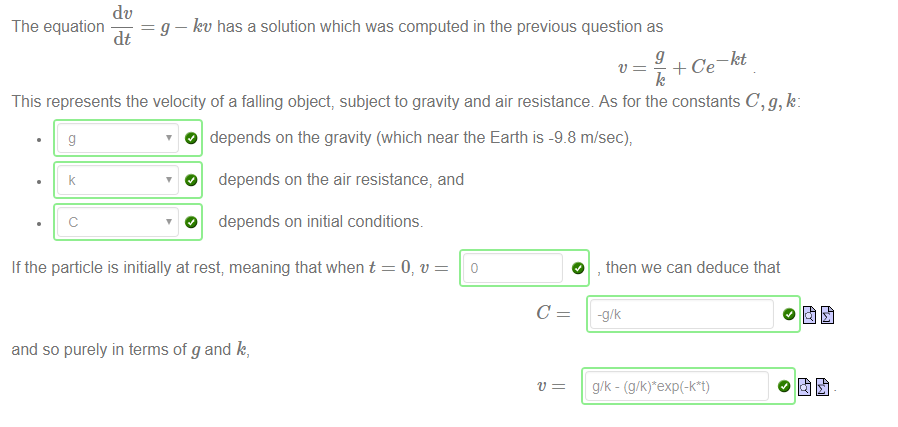 The equation dv/dt = g − kv has a solution which was computed in the previous question as
v = g/k + Ce^−kt .
This represents the velocity of a falling object, subject to gravity and air resistance. As for the constants C, g, k:
• g depends on the gravity (which near the Earth is -9.8 m/sec),
• k depends on the air resistance, and
• C depends on initial conditions.
If the particle is initially at rest, meaning that when t = 0, v = 0 , then we can deduce that
C = -g/k
and so purely in terms of g and k,
v = g/k - (g/k)*exp(-k*t) .